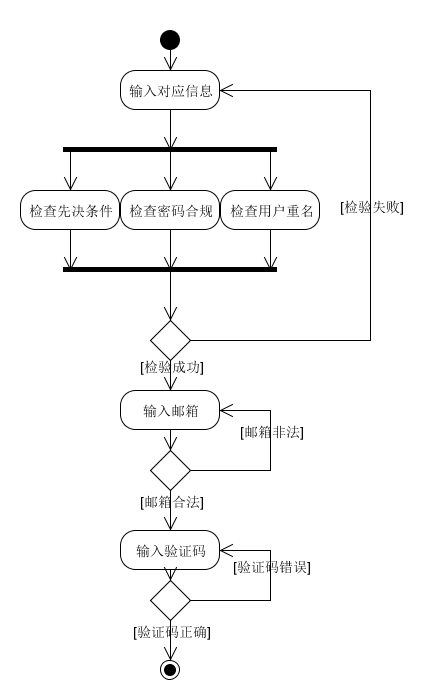 输入对应信息
检查先决条件
检查密码合规
检查用户重名
[检验失败]
[检验成功]
输入邮箱
[邮箱非法]
[邮箱合法]
输入验证码
[验证码错误]
[验证码正确]